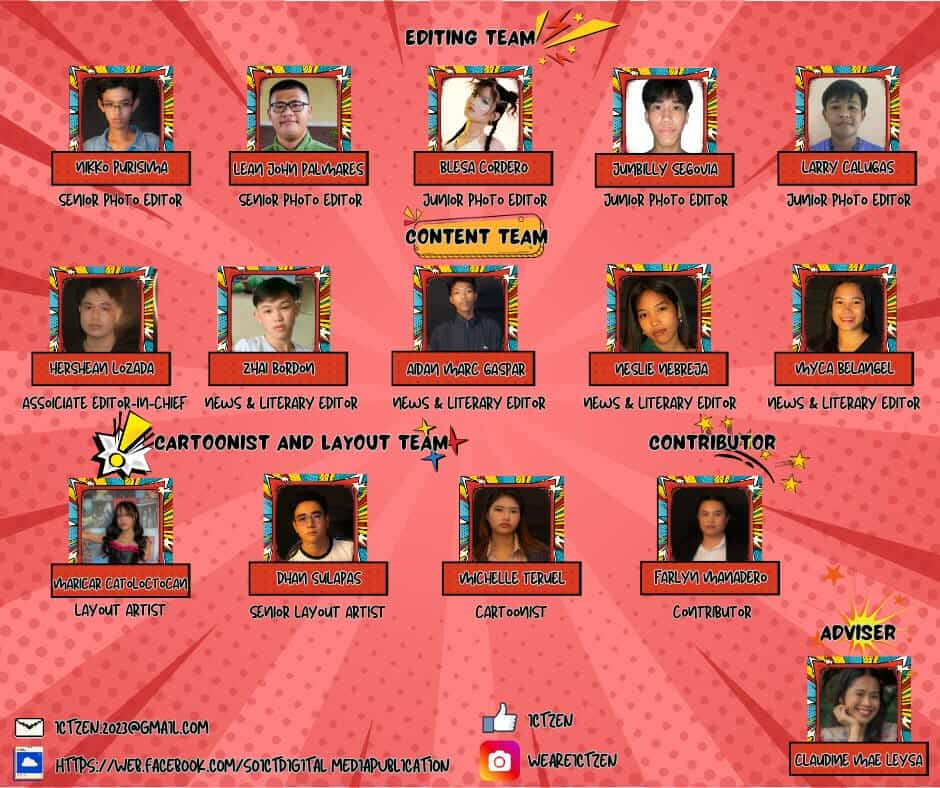 EDITING TEAM
NIKKO PURISIMA
LEAN JOHN PALMARES
BLESA CORDERO
JUNBILLY SEGOVIA
LARRY CALUGAS
SENIOR PHOTO EDITOR
SENIOR PHOTO EDITOR
JUNIOR PHOTO EDITOR
JUNIOR PHOTO EDITOR
JUNIOR PHOTO EDITOR
CONTENT TEAM
HERSHEAN LOZADA
ZHAI BORDON
AIDAN MARC GASPAR
NESLIE NEBREJA
MYCA BELANGEL
ASSOICIATE EDITOR-IN-CHIEF
NEWS & LITERARY EDITOR
NEWS & LITERARY EDITOR
NEWS & LITERARY EDITOR
NEWS & LITERARY EDITOR
CARTOONIST AND LAYOUT TEAM
CONTRIBUTOR
MARICAR CATOLOCTOCAN
DHAN SULAPAS
MICHELLE TERUEL
FARLYN MANADERO
LAYOUT ARTIST
SENIOR LAYOUT ARTIST
CARTOONIST
CONTRIBUTOR
ADVISER
CLAUDINE MAE LEYSA
ICTZEN.2023@GMAIL.COM
HTTPS://WEB.FACEBOOK.COM/SOICTDIGITAL MEDIAPUBLICATION
ICTZEN
WEAREICTZEN